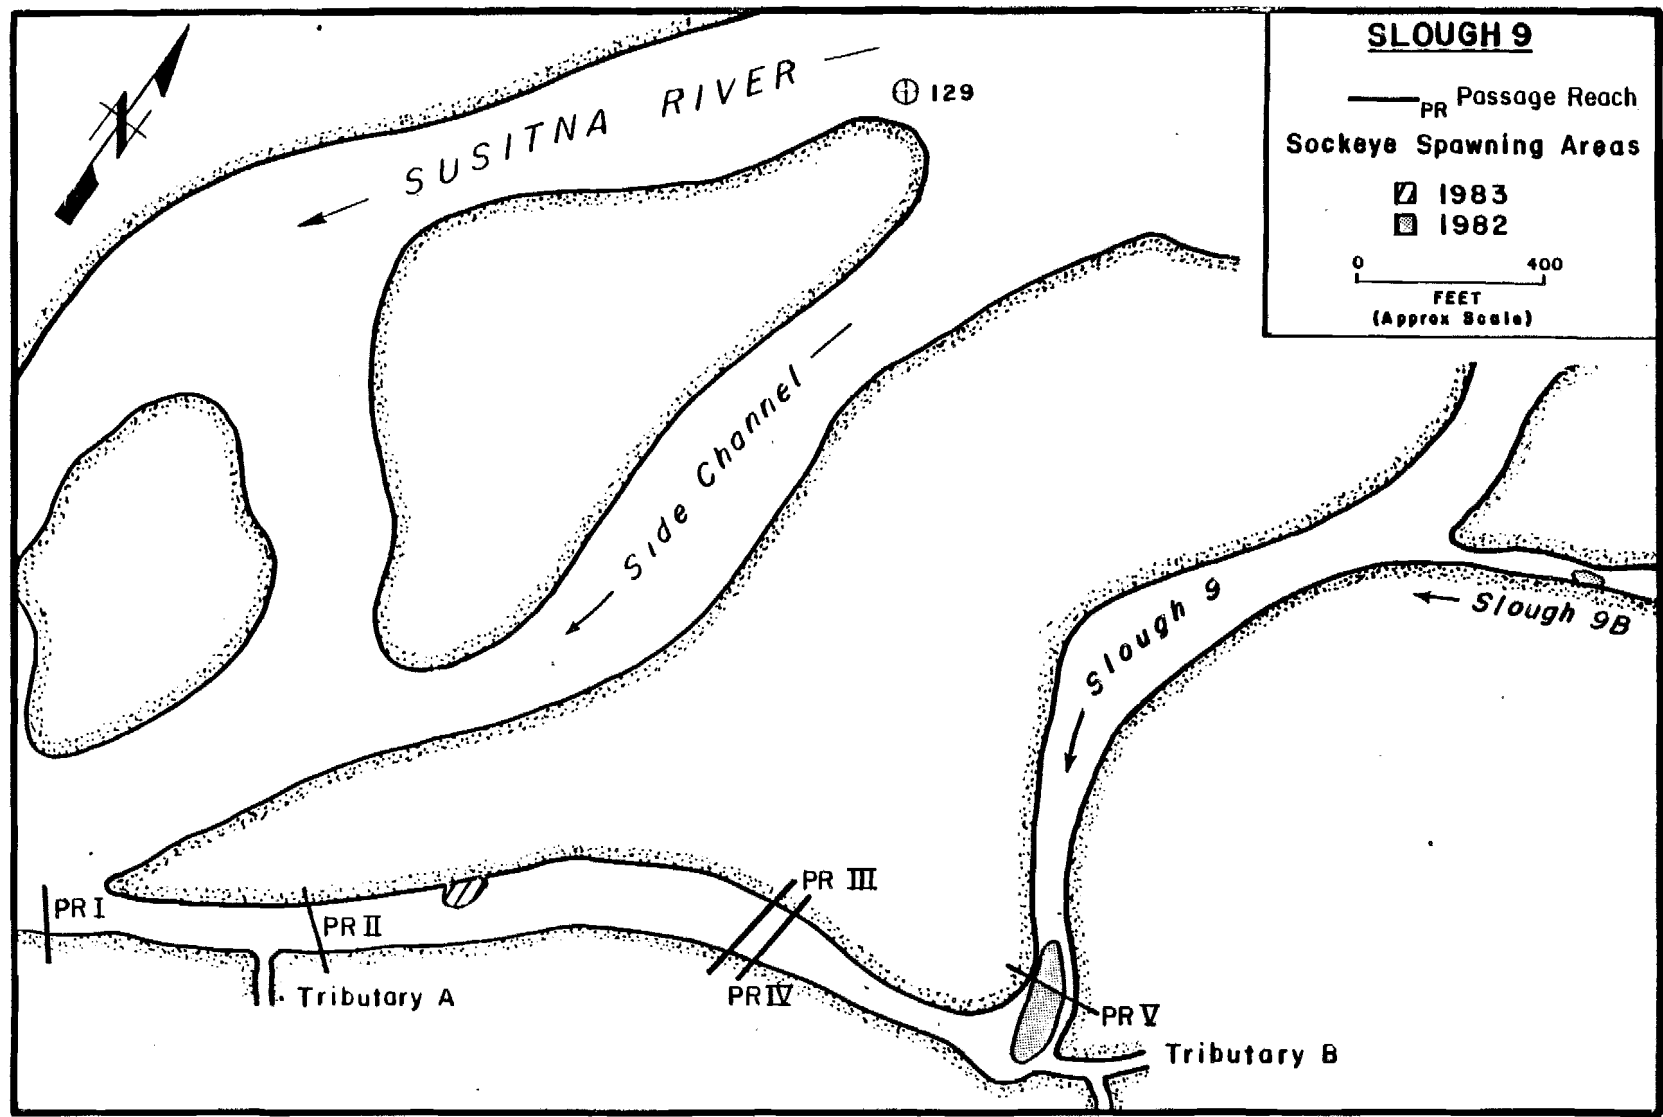 SLOUGH 9
PR Passage Reach
Sockeye Spawning Areas
1983
1982
0 400
FEET
(Approx Scale)
SUSITNA RIVER
129
Side Channel
Slough 9
Slough 9B
PR I
PR II
PR III
PR IV
PR V
Tributary A
Tributary B